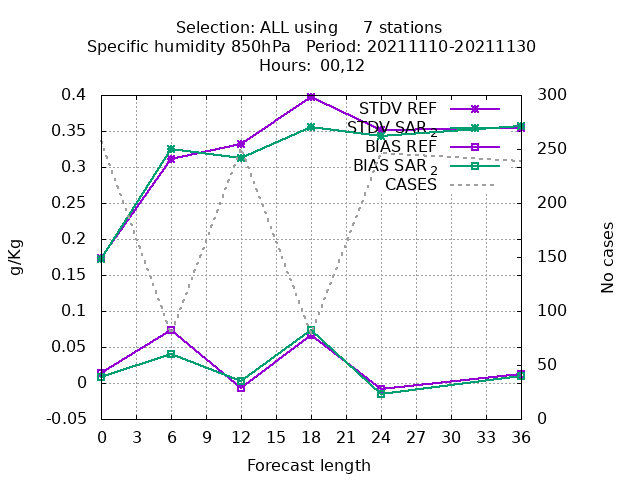 Selection: ALL using     7 stations
Specific humidity 850hPa   Period: 20211110-20211130
Hours: 00,12
0.4
0.35
0.3
0.25
0.2
0.15
0.1
0.05
0
-0.05
g/Kg
STDV REF
STDV SAR 2
BIAS REF
BIAS SAR 2
CASES
300
250
200
150
100
50
0
No cases
0 3 6 9 12 15 18 21 24 27 30 33 36
Forecast length